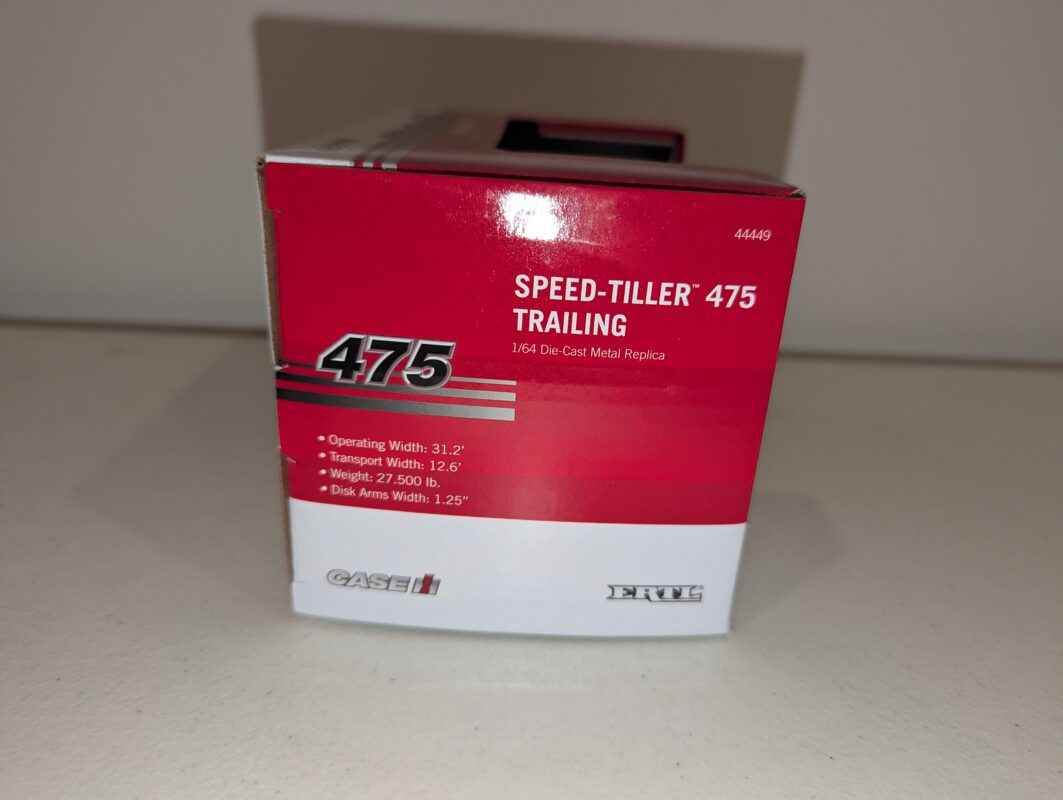 44449
SPEED-TILLER™ 475
TRAILING
1/64 Die-Cast Metal Replica
475
• Operating Width: 31.2'
• Transport Width: 12.6'
• Weight: 27.500 lb.
• Disk Arms Width: 1.25"
CASE IH
ERTL